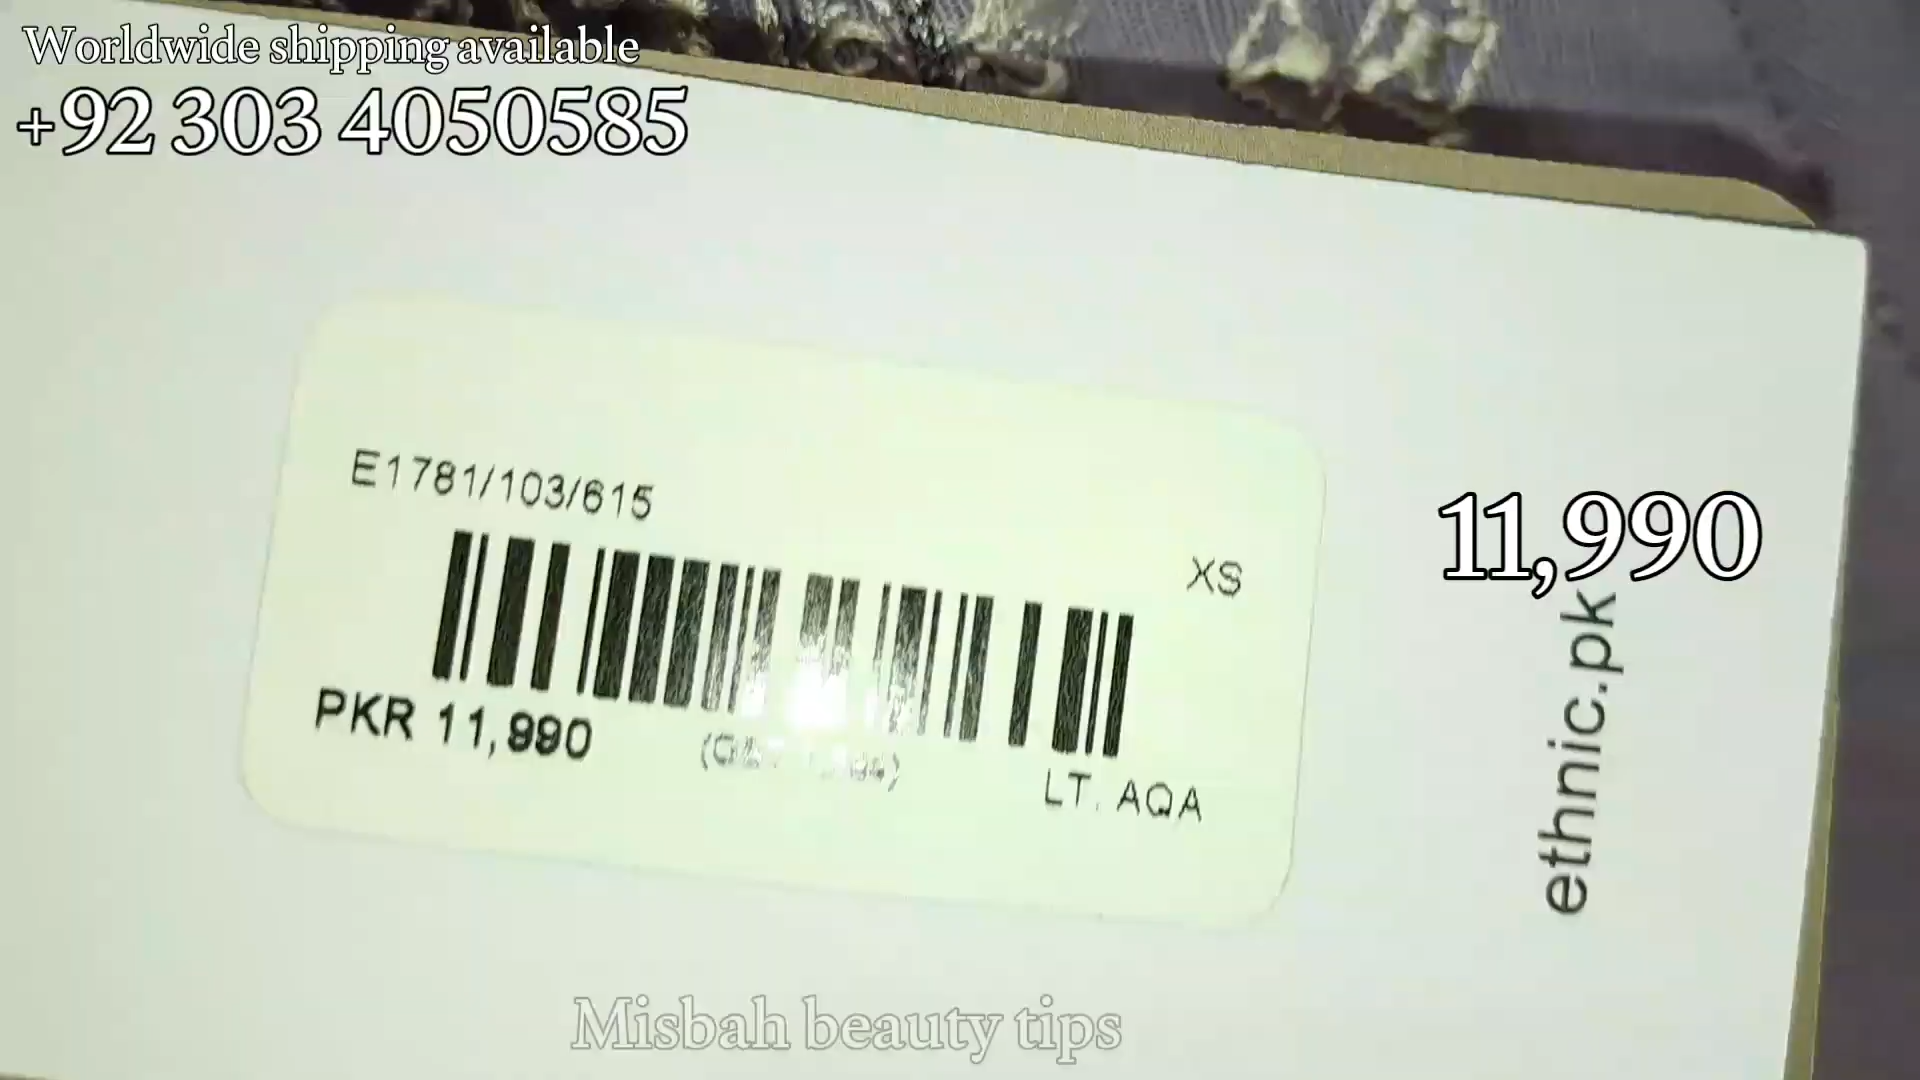 Worldwide shipping available
+92 303 4050585
E1781/103/615
XS
11,990
PKR 11,990
LT. AQA
ethnic.pk
Misbah beauty tips